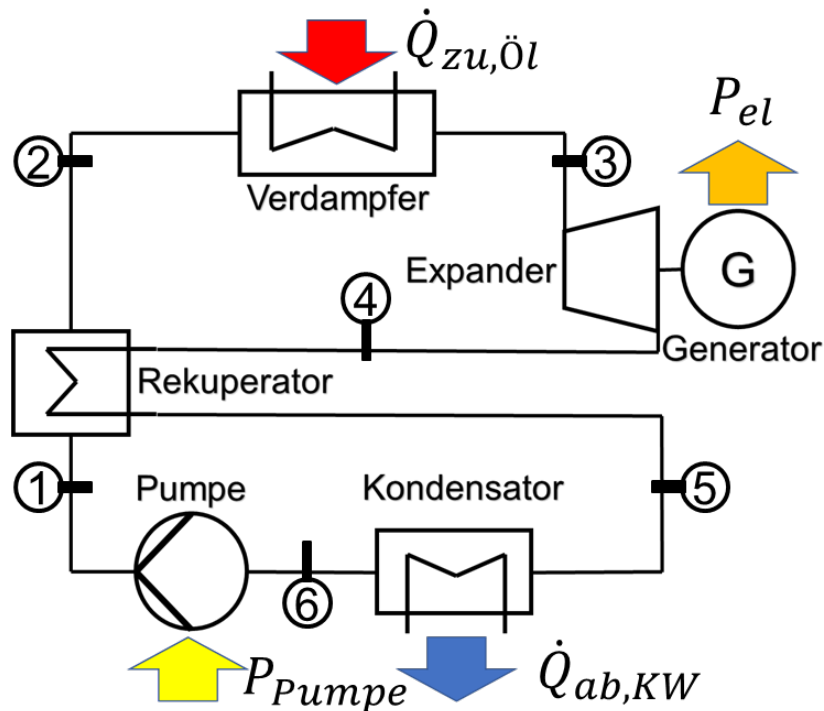 Q̇zu,Öl
Pel
2
3
Verdampfer
4
Expander
G
Generator
Rekuperator
1
Pumpe
Kondensator
5
6
PPumpe
Q̇ab,KW